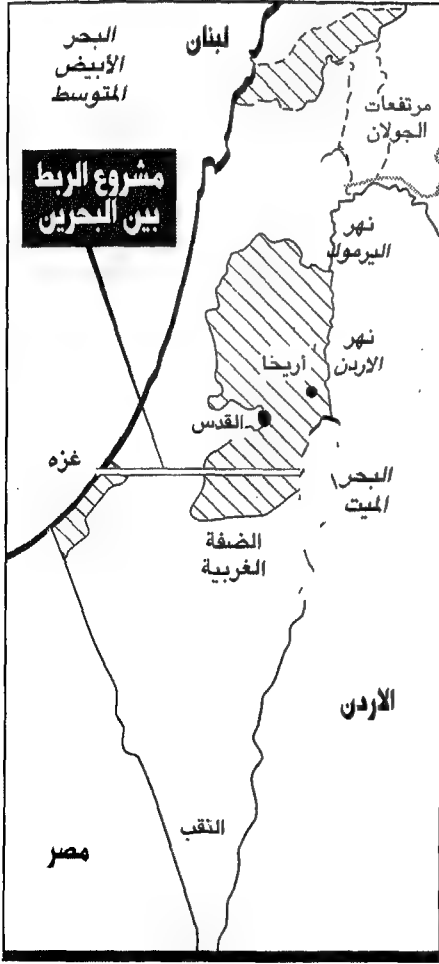 البحر
الأبيض
المتوسط
لبنان
مرتفعات
الجولان
مشروع الربط
بين البحرين
نهر
اليرموك
نهر
الاردن
أريحا
القدس
غزه
البحر
الميت
الضفة
الغربية
الاردن
النقب
مصر